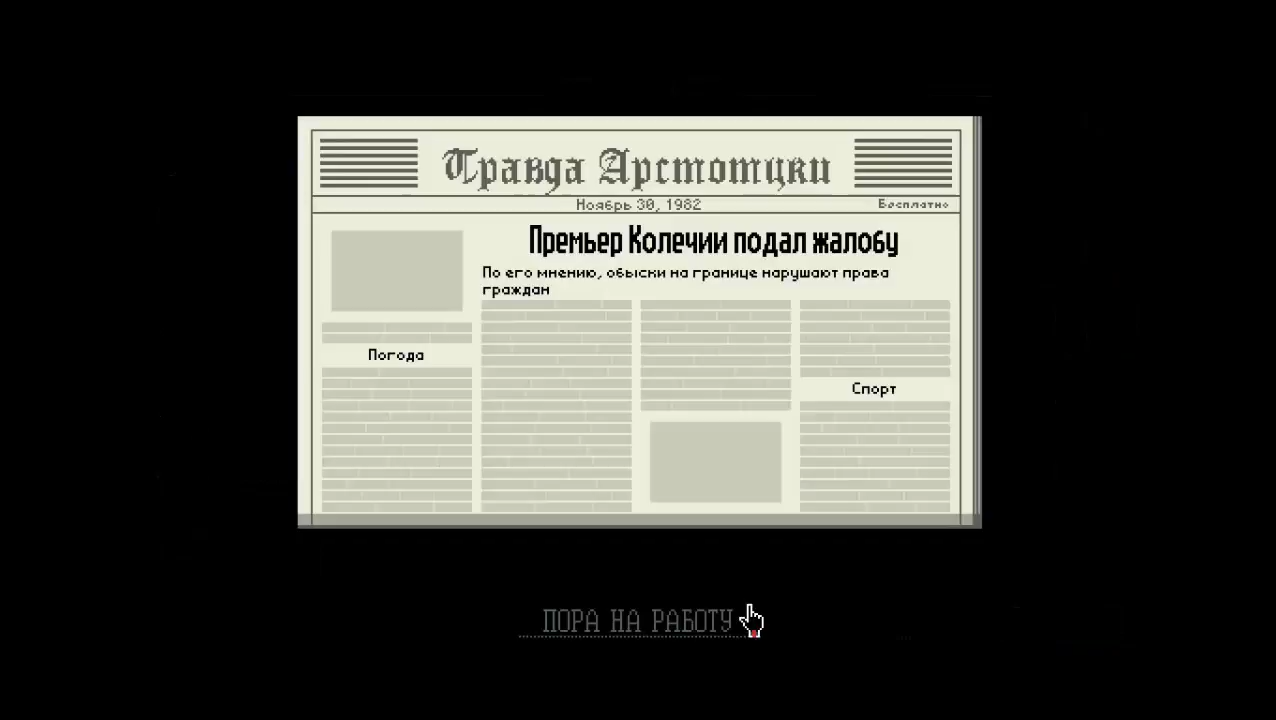 Правда Арстотцки
Ноябрь 30, 1982
Бесплатно
Премьер Колечии подал жалобу
По его мнению, обыски на границе нарушают права
граждан
Погода
Спорт
ПОРА НА РАБОТУ